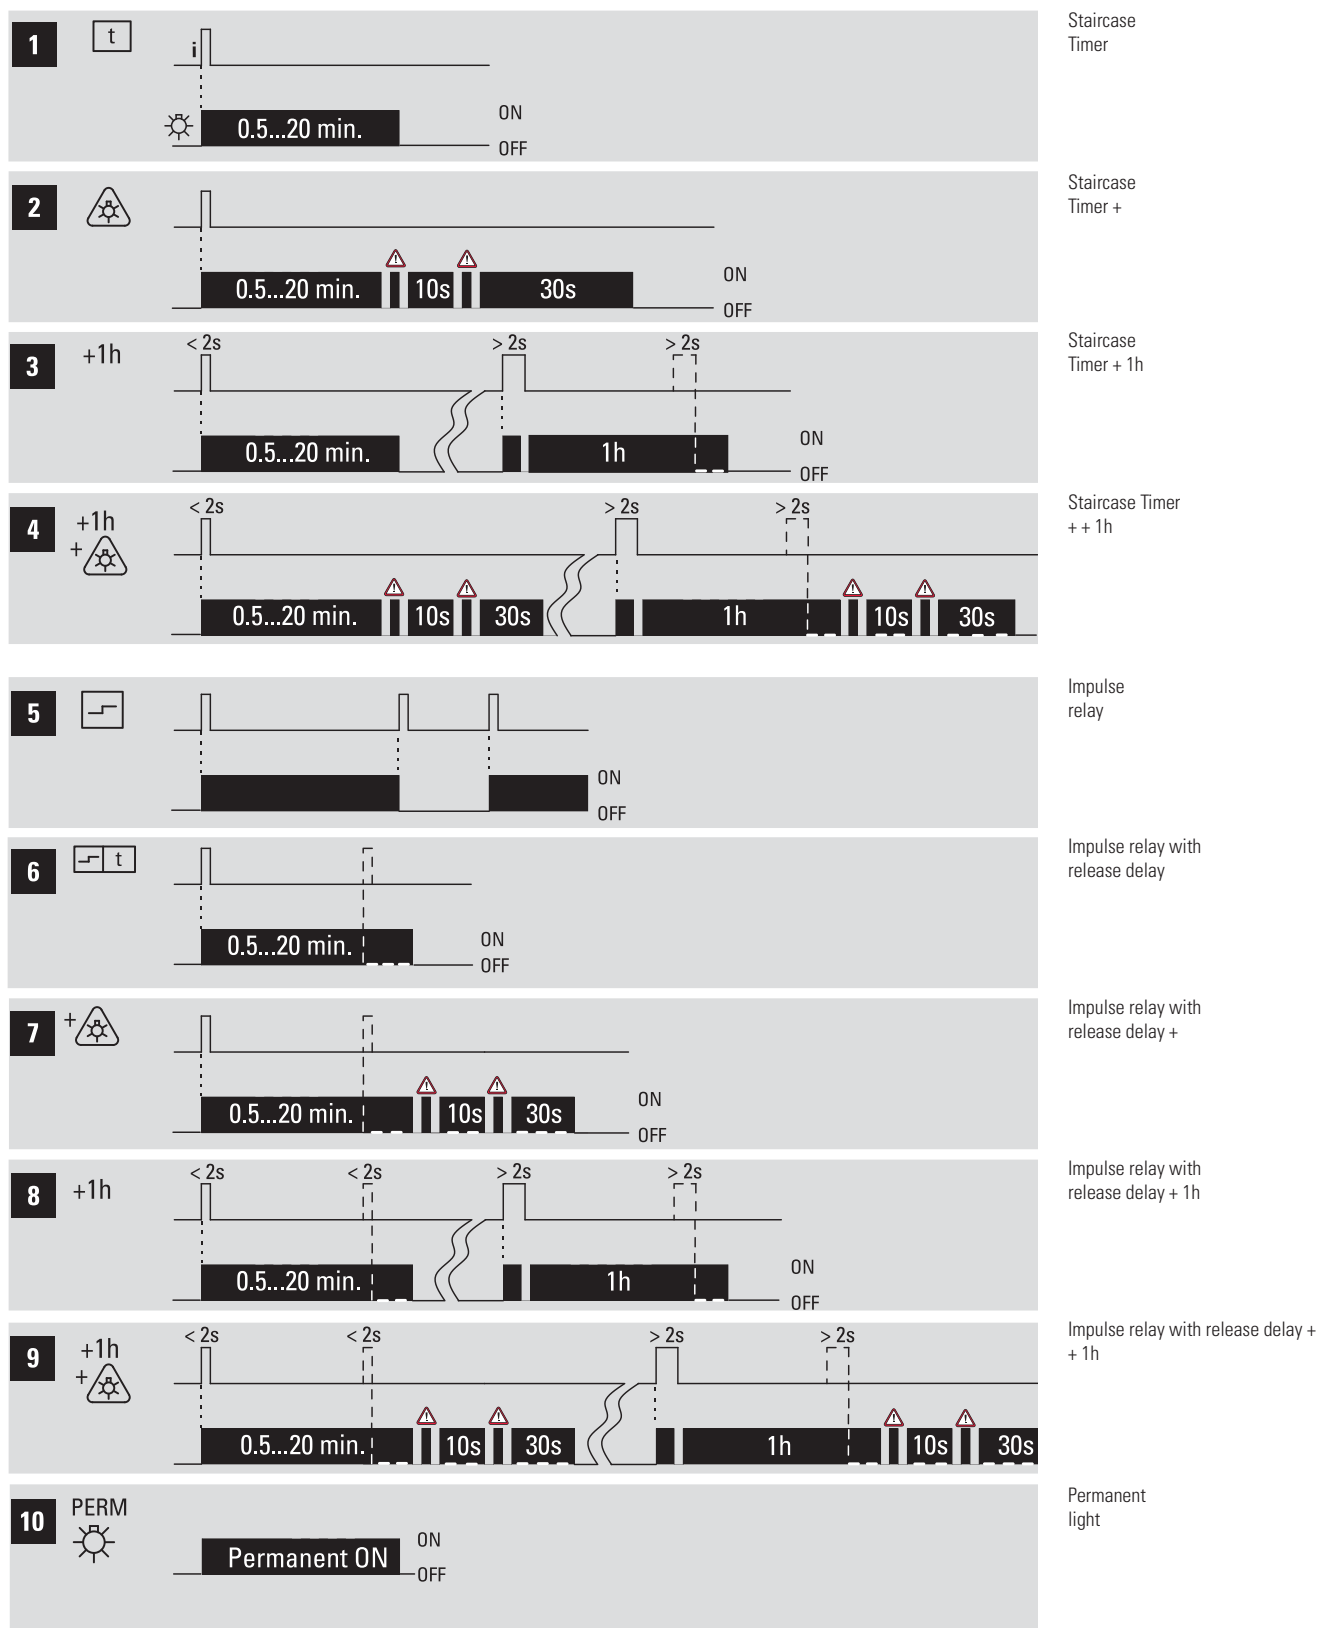 1
t
i
0.5...20 min.
ON
OFF
Staircase
Timer
2
0.5...20 min.
10s
30s
ON
OFF
Staircase
Timer +
3
+1h
< 2s
> 2s
> 2s
0.5...20 min.
1h
ON
OFF
Staircase
Timer + 1h
4
+1h
+
< 2s
> 2s
> 2s
0.5...20 min.
10s
30s
1h
10s
30s
Staircase Timer
+ + 1h
5
ON
OFF
Impulse
relay
6
t
0.5...20 min.
ON
OFF
Impulse relay with
release delay
7
+
0.5...20 min.
10s
30s
ON
OFF
Impulse relay with
release delay +
8
+1h
< 2s
< 2s
> 2s
> 2s
0.5...20 min.
1h
ON
OFF
Impulse relay with
release delay + 1h
9
+1h
+
< 2s
< 2s
> 2s
> 2s
0.5...20 min.
10s
30s
1h
10s
30s
Impulse relay with release delay +
+ 1h
10
PERM
Permanent ON
ON
OFF
Permanent
light